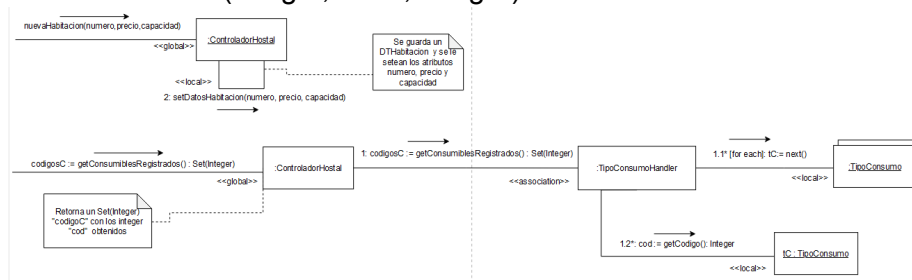 nuevaHabitacion(numero,precio,capacidad)
<<global>>
:ControladorHostal
Se guarda un
DTHabitacion y se le
setean los atributos
numero, precio y
capacidad
<<local>>
2: setDatosHabitacion(numero, precio, capacidad)
codigosC := getConsumiblesRegistrados() : Set(Integer)
<<global>>
:ControladorHostal
1: codigosC := getConsumiblesRegistrados() : Set(Integer)
<<association>>
:TipoConsumoHandler
1.1* [for each]: tC:= next()
<<local>>
:TipoConsumo
Retorna un Set(Integer)
"codigoC" con los integer
"cod" obtenidos
1.2*: cod := getCodigo(): Integer
<<local>>
tC : TipoConsumo